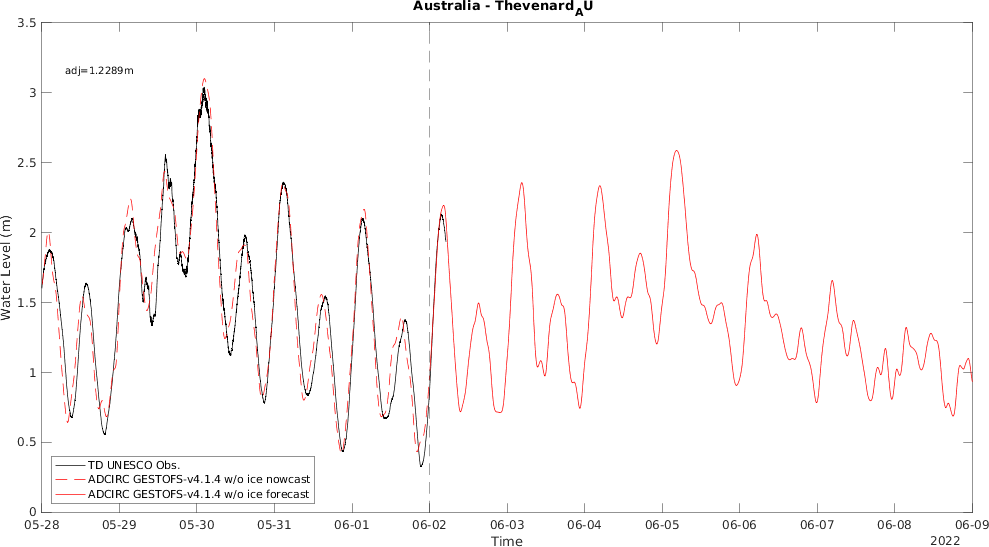 Australia - Thevenard_AU
3.5
adj=1.2289m
3
2.5
2
Water Level (m)
1.5
1
0.5
TD UNESCO Obs.
ADCIRC GESTOFS-v4.1.4 w/o ice nowcast
ADCIRC GESTOFS-v4.1.4 w/o ice forecast
0
05-28 05-29 05-30 05-31 06-01 06-02 06-03 06-04 06-05 06-06 06-07 06-08 06-09
Time
2022